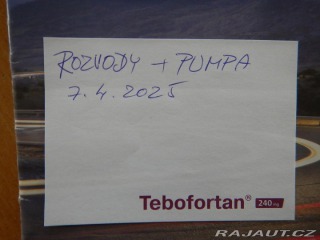 ROZVODY + PUMPA
7.4.2025
Tebofortan® 240 mg
RAJAUT.CZ